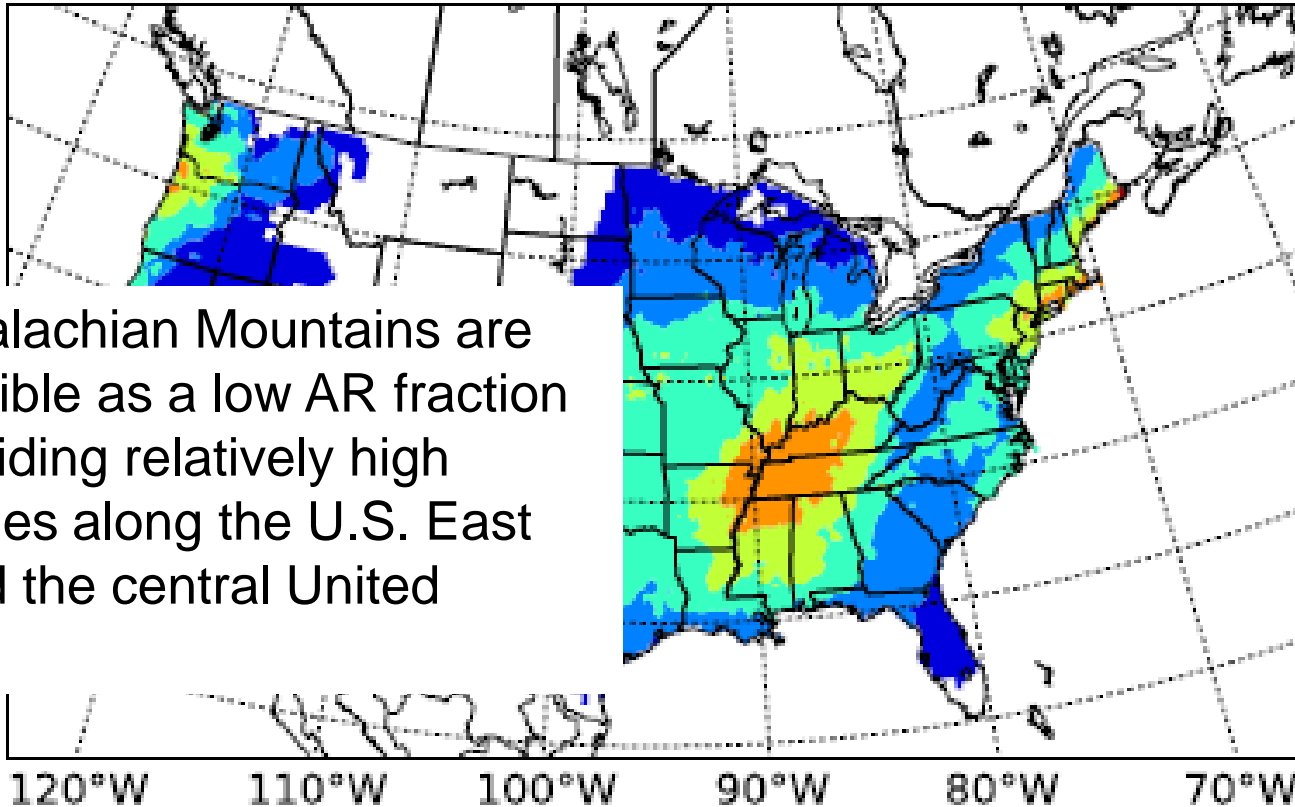 alachian Mountains are
ible as a low AR fraction
iding relatively high
es along the U.S. East
d the central United
120°W 110°W 100°W 90°W 80°W 70°W